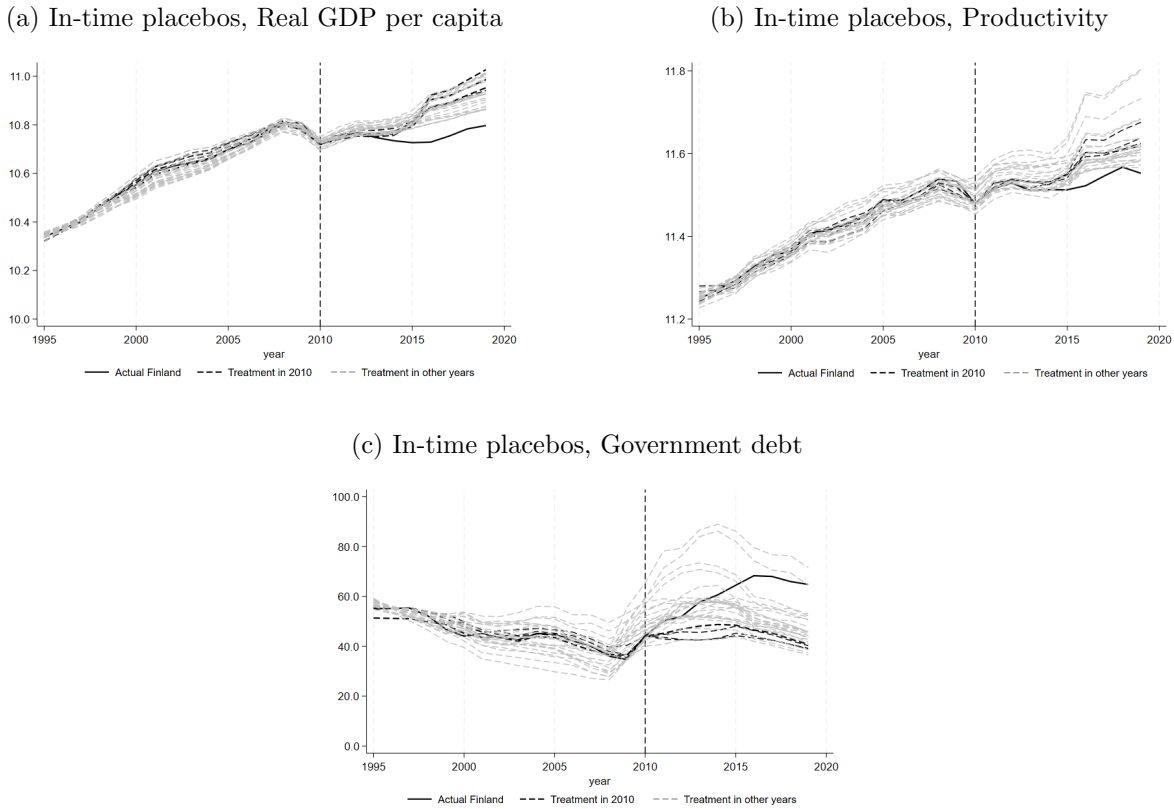 (a) In-time placebos, Real GDP per capita
11.0
10.8
10.6
10.4
10.2
10.0
1995 2000 2005 2010 2015 2020
year
Actual Finland Treatment in 2010 Treatment in other years
(b) In-time placebos, Productivity
11.8
11.6
11.4
11.2
1995 2000 2005 2010 2015 2020
year
Actual Finland Treatment in 2010 Treatment in other years
(c) In-time placebos, Government debt
100.0
80.0
60.0
40.0
20.0
0.0
1995 2000 2005 2010 2015 2020
year
Actual Finland Treatment in 2010 Treatment in other years